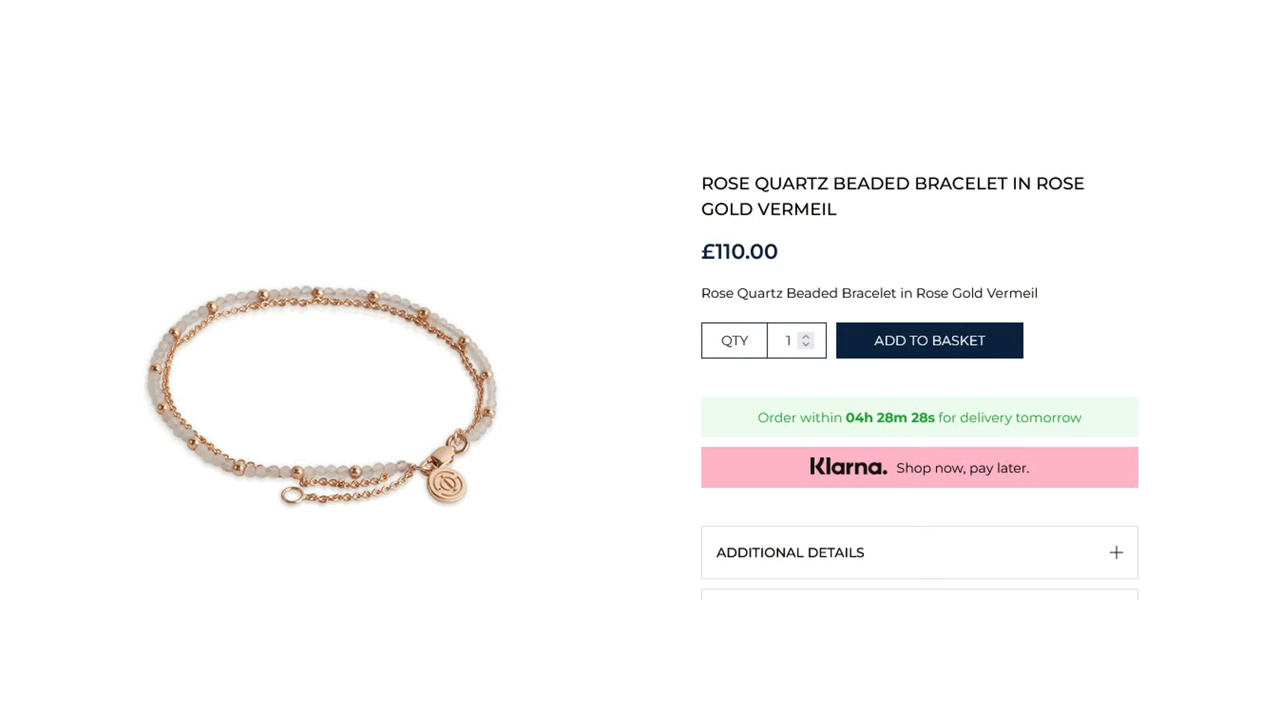 ROSE QUARTZ BEADED BRACELET IN ROSE
GOLD VERMEIL
£110.00
Rose Quartz Beaded Bracelet in Rose Gold Vermeil
QTY 1 ADD TO BASKET
Order within 04h 28m 28s for delivery tomorrow
Klarna. Shop now, pay later.
ADDITIONAL DETAILS